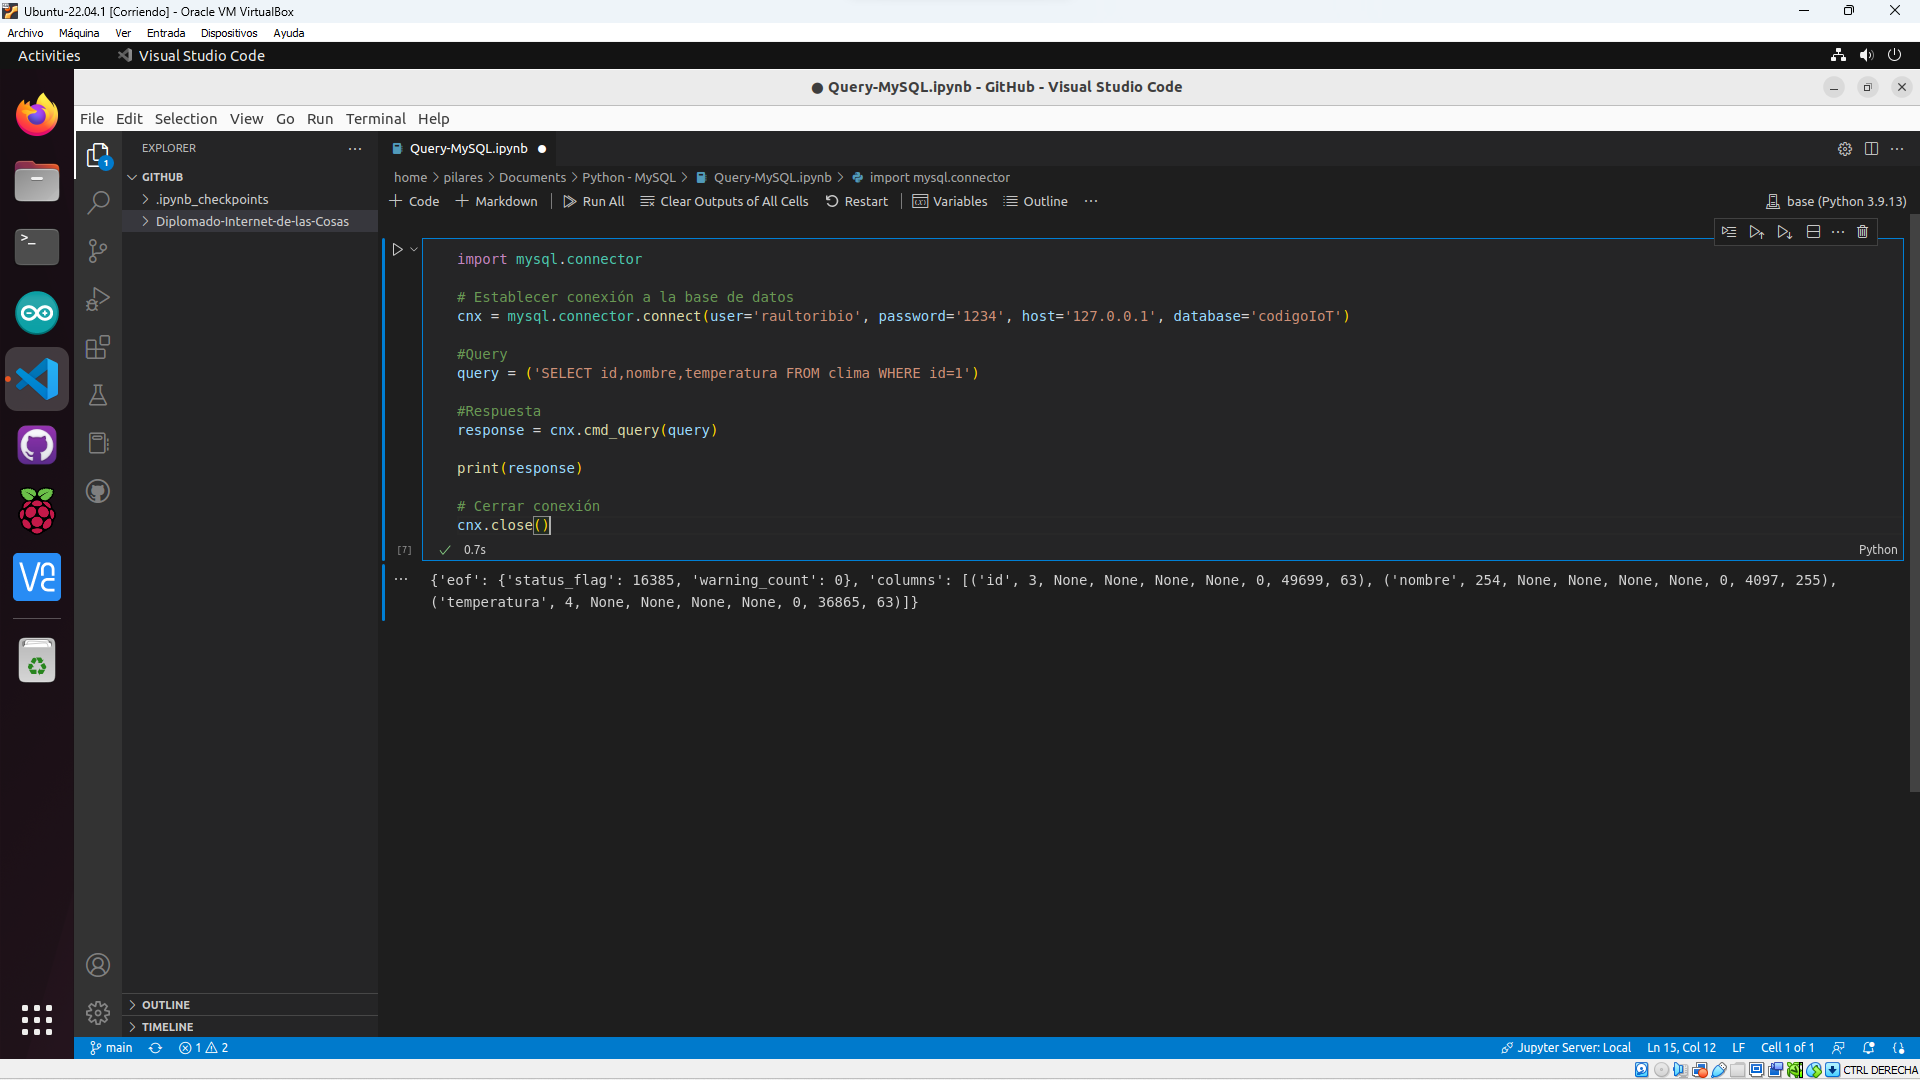 Ubuntu-22.04.1 [Corriendo] - Oracle VM VirtualBox
Archivo Máquina Ver Entrada Dispositivos Ayuda
Activities Visual Studio Code
● Query-MySQL.ipynb - GitHub - Visual Studio Code
File Edit Selection View Go Run Terminal Help
EXPLORER
Query-MySQL.ipynb
GITHUB
home > pilares > Documents > Python - MySQL > Query-MySQL.ipynb > import mysql.connector
.ipynb_checkpoints
Code Markdown Run All Clear Outputs of All Cells Restart Variables Outline base (Python 3.9.13)
Diplomado-Internet-de-las-Cosas
import mysql.connector
# Establecer conexión a la base de datos
cnx = mysql.connector.connect(user='raultoribio', password='1234', host='127.0.0.1', database='codigoIoT')
#Query
query = ('SELECT id,nombre,temperatura FROM clima WHERE id=1')
#Respuesta
response = cnx.cmd_query(query)
print(response)
# Cerrar conexión
cnx.close()
[7] 0.7s Python
{'eof': {'status_flag': 16385, 'warning_count': 0}, 'columns': [('id', 3, None, None, None, None, 0, 49699, 63), ('nombre', 254, None, None, None, None, 0, 4097, 255),
('temperatura', 4, None, None, None, None, 0, 36865, 63)]}
OUTLINE
TIMELINE
main 1 2 Jupyter Server: Local Ln 15, Col 12 LF Cell 1 of 1
CTRL DERECHA